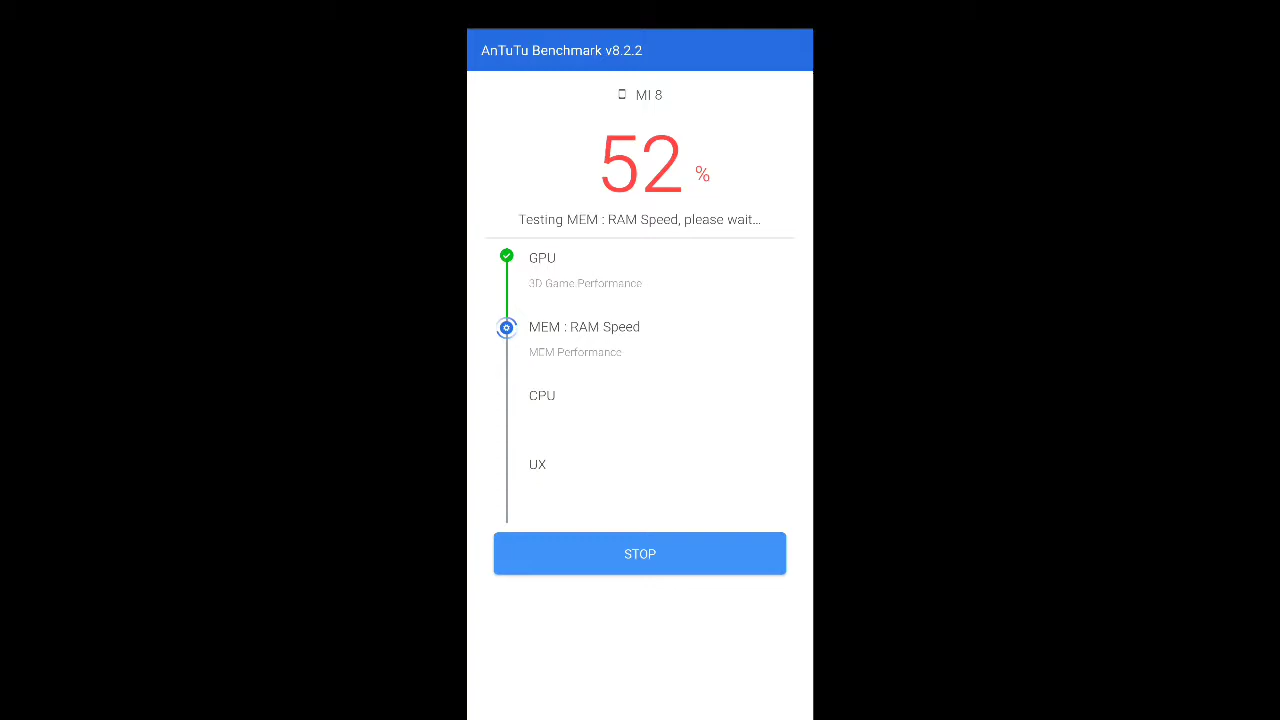 AnTuTu Benchmark v8.2.2
MI 8
52 %
Testing MEM : RAM Speed, please wait...
GPU
3D Game Performance
MEM : RAM Speed
MEM Performance
CPU
UX
STOP